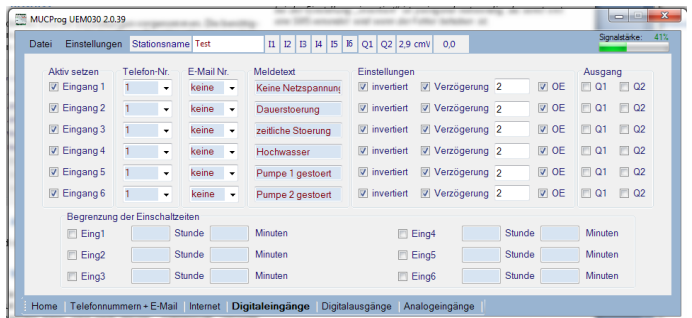 MUCProg UEM030 2.0.39
Datei Einstellungen Stationsname Test I1 I2 I3 I4 I5 I6 Q1 Q2 2,9 cmV 0,0 Signalstärke: 41%
Aktiv setzen Telefon-Nr. E-Mail Nr. Meldetext Einstellungen Ausgang
Eingang 1 1 keine Keine Netzspannung invertiert Verzögerung 2 OE Q1 Q2
Eingang 2 1 keine Dauerstoerung invertiert Verzögerung 2 OE Q1 Q2
Eingang 3 1 keine zeitliche Stoerung invertiert Verzögerung 2 OE Q1 Q2
Eingang 4 1 keine Hochwasser invertiert Verzögerung 2 OE Q1 Q2
Eingang 5 1 keine Pumpe 1 gestoert invertiert Verzögerung 2 OE Q1 Q2
Eingang 6 1 keine Pumpe 2 gestoert invertiert Verzögerung 2 OE Q1 Q2
Begrenzung der Einschaltzeiten
Eing1 Stunde Minuten Eing4 Stunde Minuten
Eing2 Stunde Minuten Eing5 Stunde Minuten
Eing3 Stunde Minuten Eing6 Stunde Minuten
Home Telefonnummern + E-Mail Internet Digitaleingänge Digitalausgänge Analogeingänge